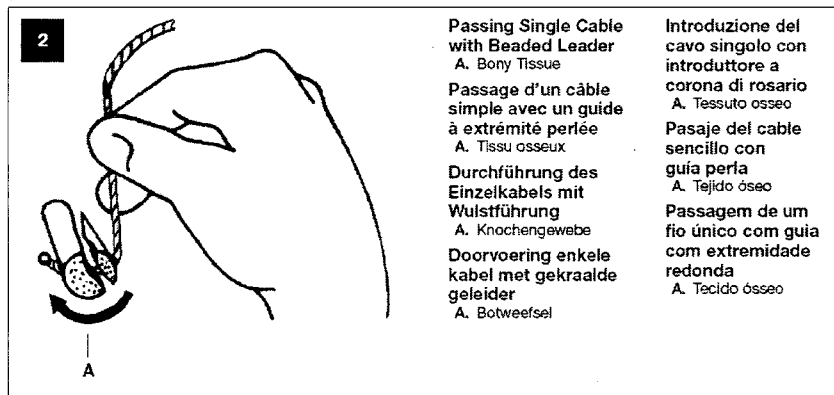 2
A
Passing Single Cable
with Beaded Leader
A. Bony Tissue
Passage d'un câble
simple avec un guide
à extrémité perlée
A. Tissu osseux
Durchführung des
Einzelkabels mit
Wulstführung
A. Knochengewebe
Doorvoering enkele
kabel met gekraalde
geleider
A. Botweefsel
Introduzione del
cavo singolo con
introduttore a
corona di rosario
A. Tessuto osseo
Pasaje del cable
sencillo con
guía perla
A. Tejido óseo
Passagem de um
fio único com guia
com extremidade
redonda
A. Tecido ósseo